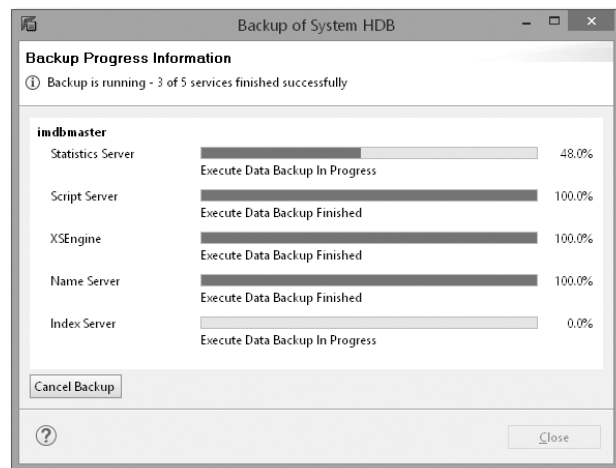 Backup of System HDB
Backup Progress Information
Backup is running - 3 of 5 services finished successfully
imdbmaster
Statistics Server 48.0%
Execute Data Backup In Progress
Script Server 100.0%
Execute Data Backup Finished
XSEngine 100.0%
Execute Data Backup Finished
Name Server 100.0%
Execute Data Backup Finished
Index Server 0.0%
Execute Data Backup In Progress
Cancel Backup
Close